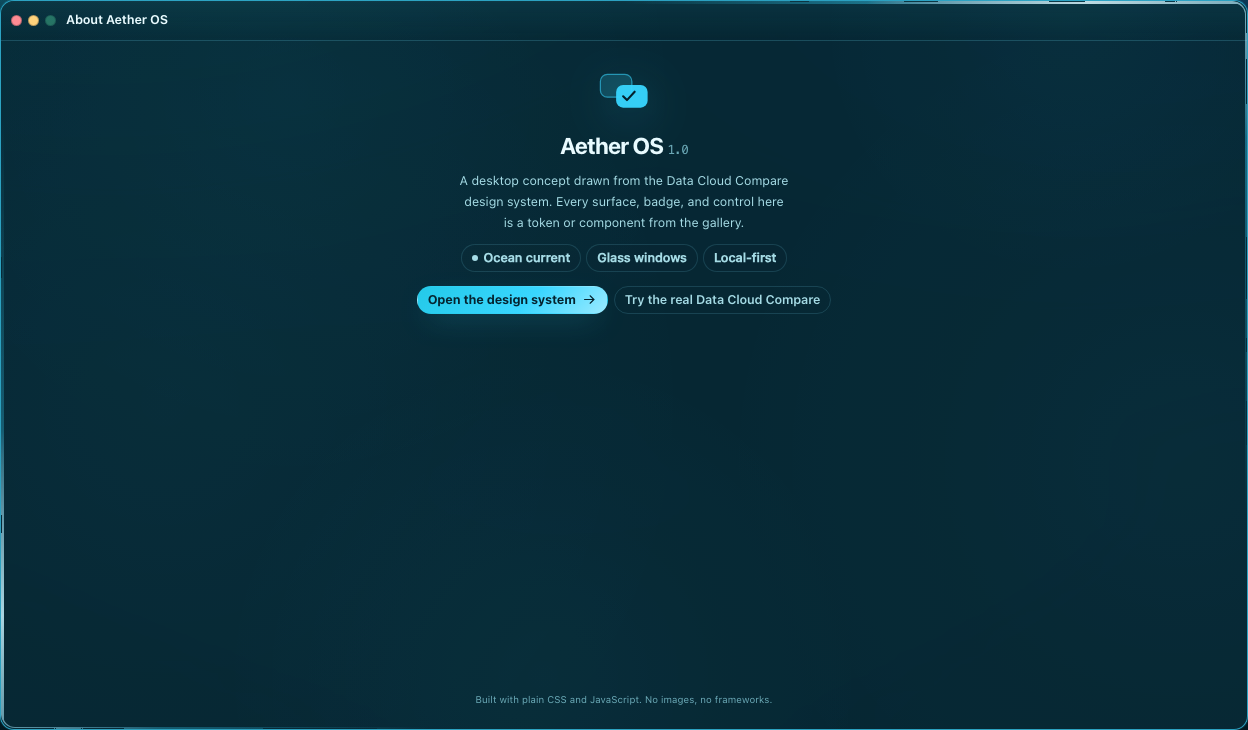 About Aether OS
Aether OS 1.0
A desktop concept drawn from the Data Cloud Compare
design system. Every surface, badge, and control here
is a token or component from the gallery.
Ocean current
Glass windows
Local-first
Open the design system →
Try the real Data Cloud Compare
Built with plain CSS and JavaScript. No images, no frameworks.